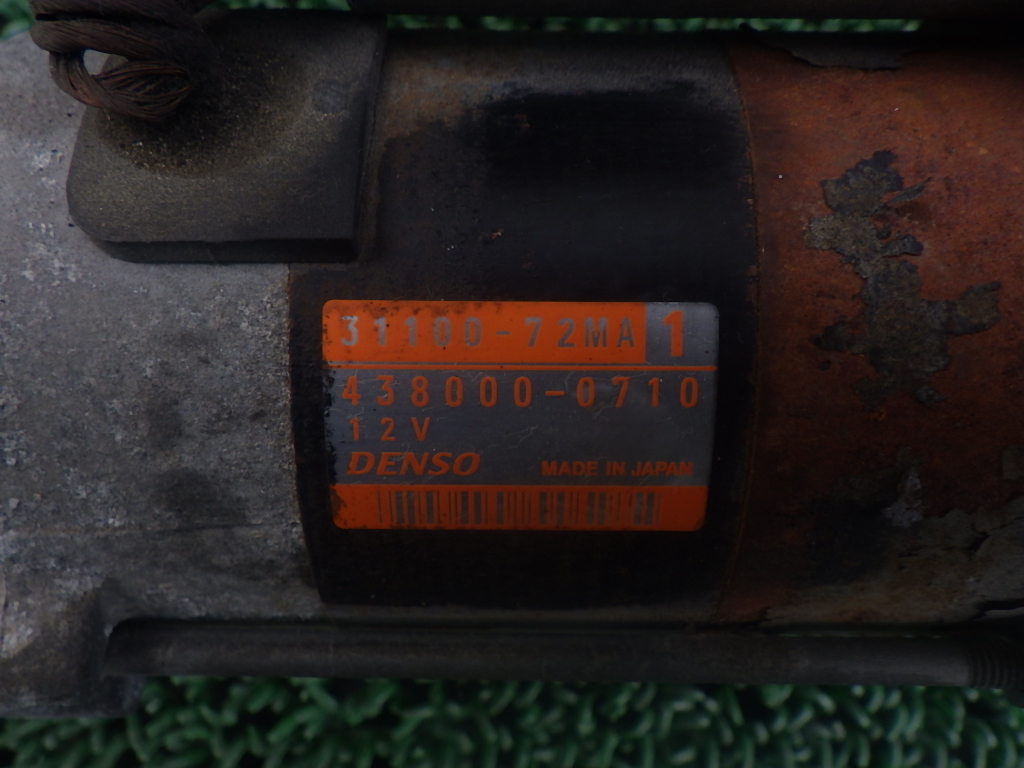 31100-72MA 1
438000-0710
12V
DENSO MADE IN JAPAN